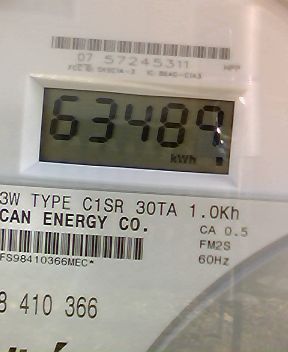 07 57245311
63489
kWh
3W TYPE C1SR 30TA 1.0Kh
CAN ENERGY CO.
CA 0.5
FM2S
60Hz
FS98410366MEC*
8 410 366